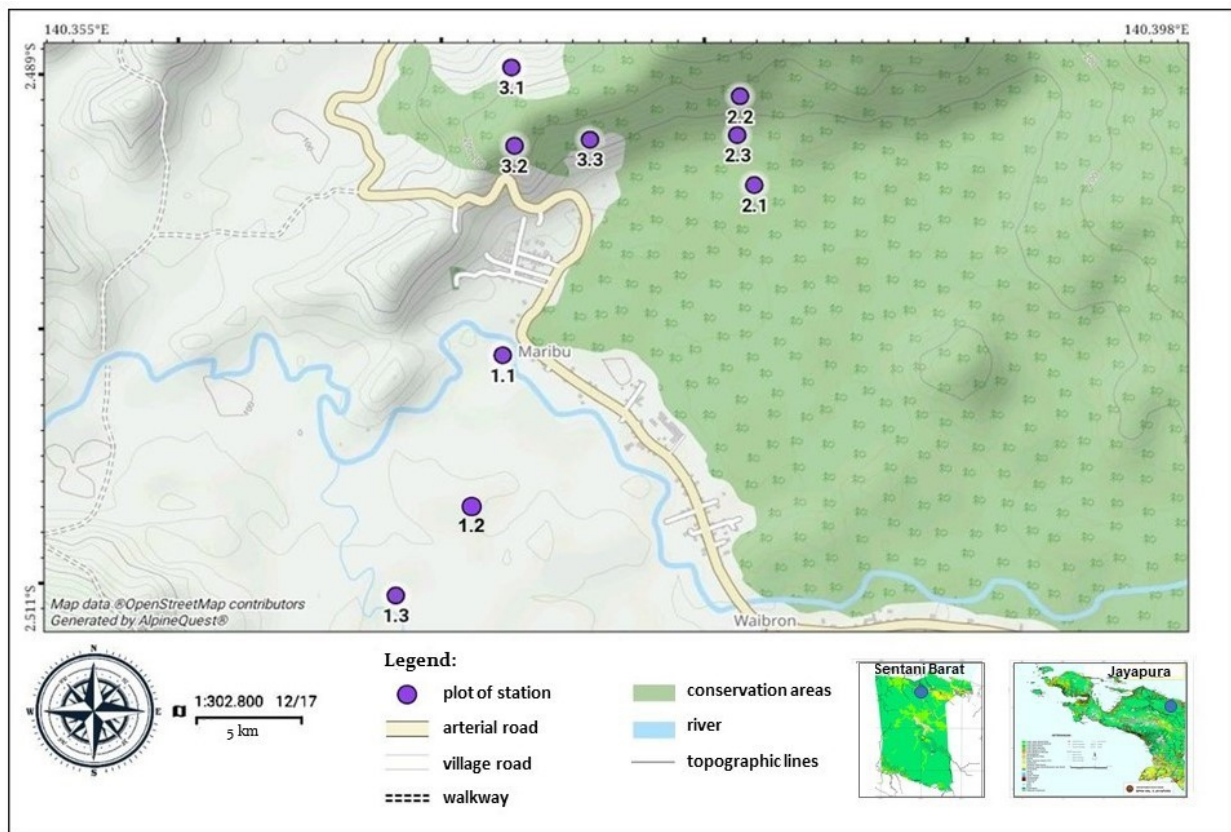 140.355°E
140.398°E
2.489°S
3.1
2.2
2.3
3.2
3.3
2.1
100
Maribu
1.1
100
1.2
1.3
2.511°S
Map data ®OpenStreetMap contributors
Generated by AlpineQuest®
Waibron
N
W
E
S
1:302.800 12/17
5 km
Legend:
plot of station
arterial road
village road
walkway
conservation areas
river
topographic lines
Sentani Barat
Jayapura